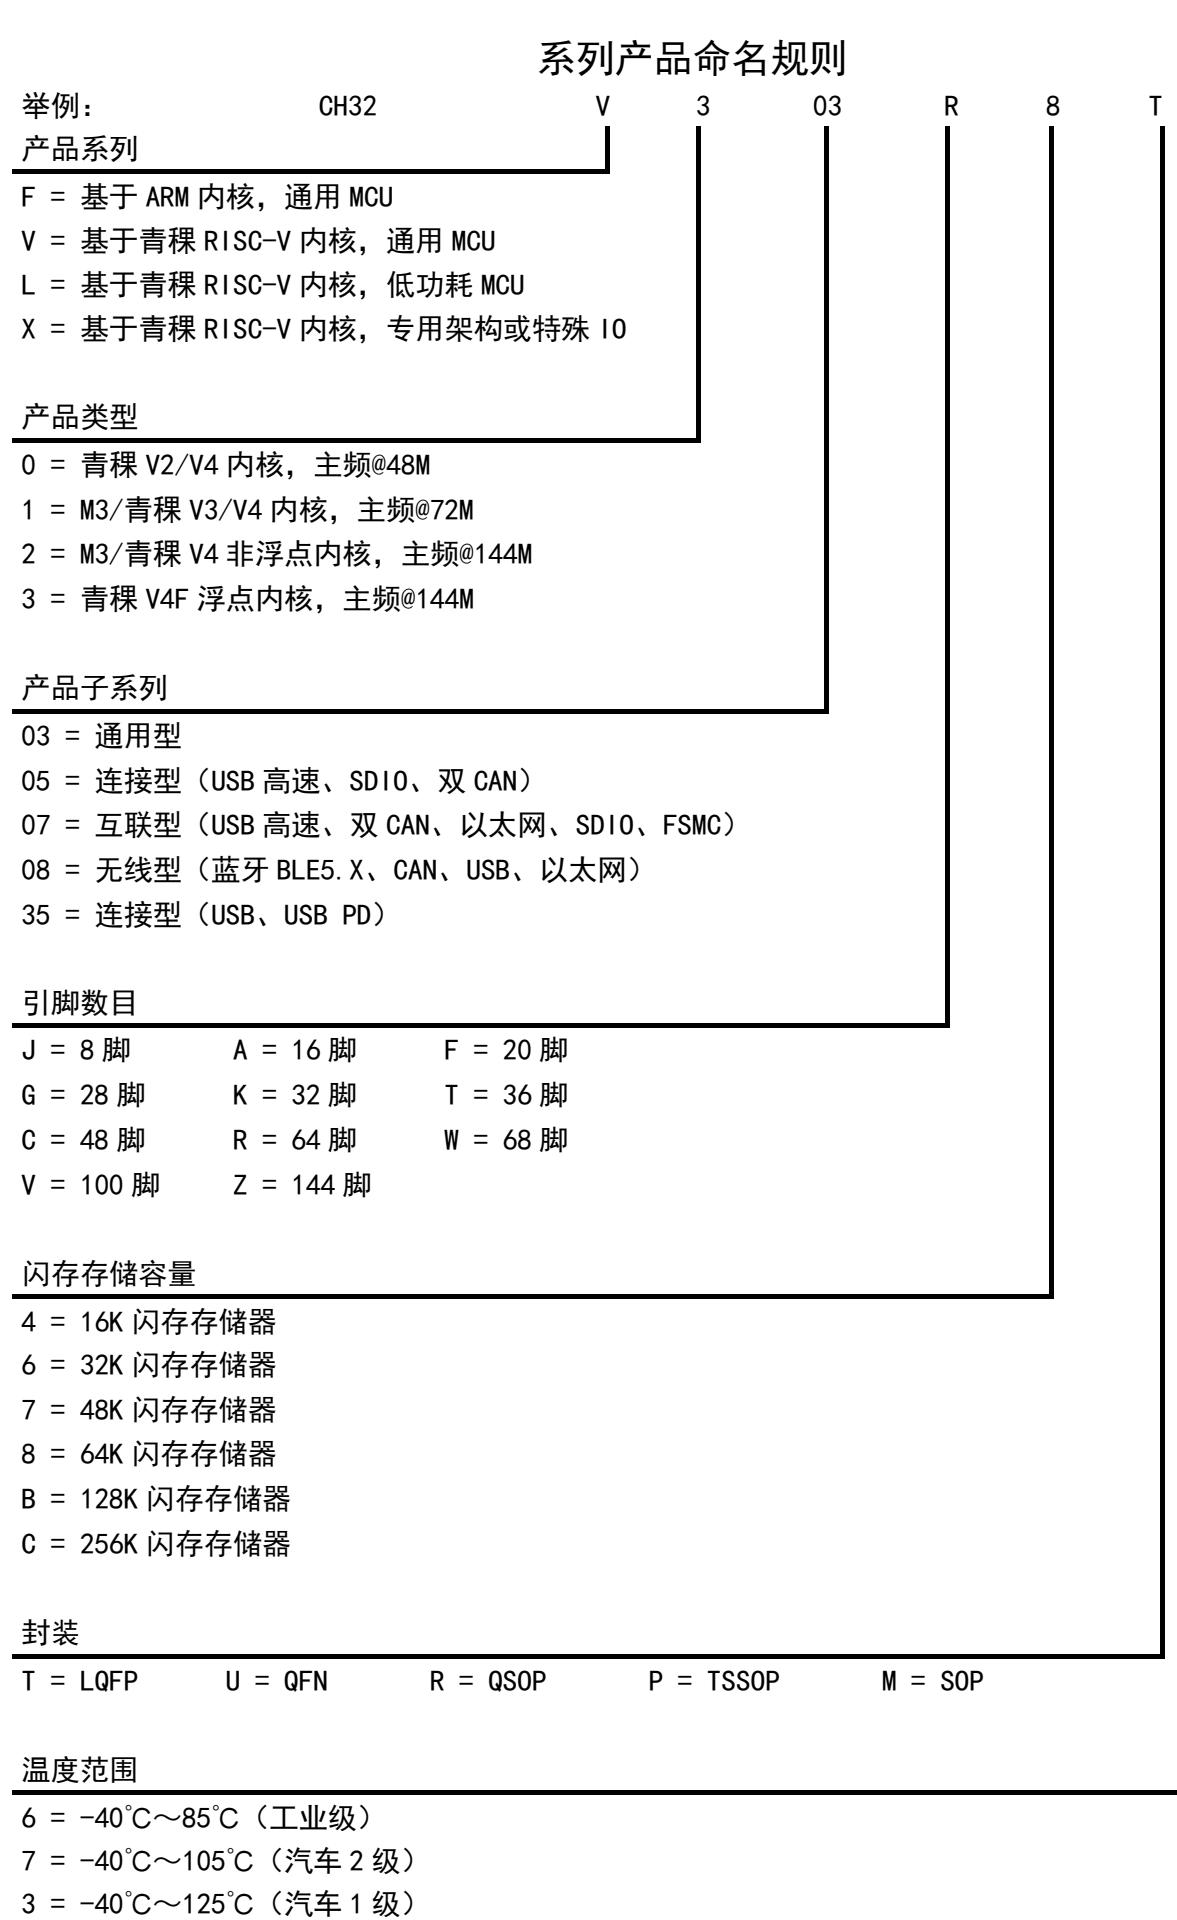 系列产品命名规则
举例: CH32 V 3 03 R 8 T
产品系列
F = 基于 ARM 内核，通用 MCU
V = 基于青稞 RISC-V 内核，通用 MCU
L = 基于青稞 RISC-V 内核，低功耗 MCU
X = 基于青稞 RISC-V 内核，专用架构或特殊 IO
产品类型
0 = 青稞 V2/V4 内核，主频@48M
1 = M3/青稞 V3/V4 内核，主频@72M
2 = M3/青稞 V4 非浮点内核，主频@144M
3 = 青稞 V4F 浮点内核，主频@144M
产品子系列
03 = 通用型
05 = 连接型（USB 高速、SDIO、双 CAN）
07 = 互联型（USB 高速、双 CAN、以太网、SDIO、FSMC）
08 = 无线型（蓝牙 BLE5.X、CAN、USB、以太网）
35 = 连接型（USB、USB PD）
引脚数目
J = 8 脚 A = 16 脚 F = 20 脚
G = 28 脚 K = 32 脚 T = 36 脚
C = 48 脚 R = 64 脚 W = 68 脚
V = 100 脚 Z = 144 脚
闪存存储容量
4 = 16K 闪存存储器
6 = 32K 闪存存储器
7 = 48K 闪存存储器
8 = 64K 闪存存储器
B = 128K 闪存存储器
C = 256K 闪存存储器
封装
T = LQFP U = QFN R = QSOP P = TSSOP M = SOP
温度范围
6 = -40℃～85℃（工业级）
7 = -40℃～105℃（汽车 2 级）
3 = -40℃～125℃（汽车 1 级）